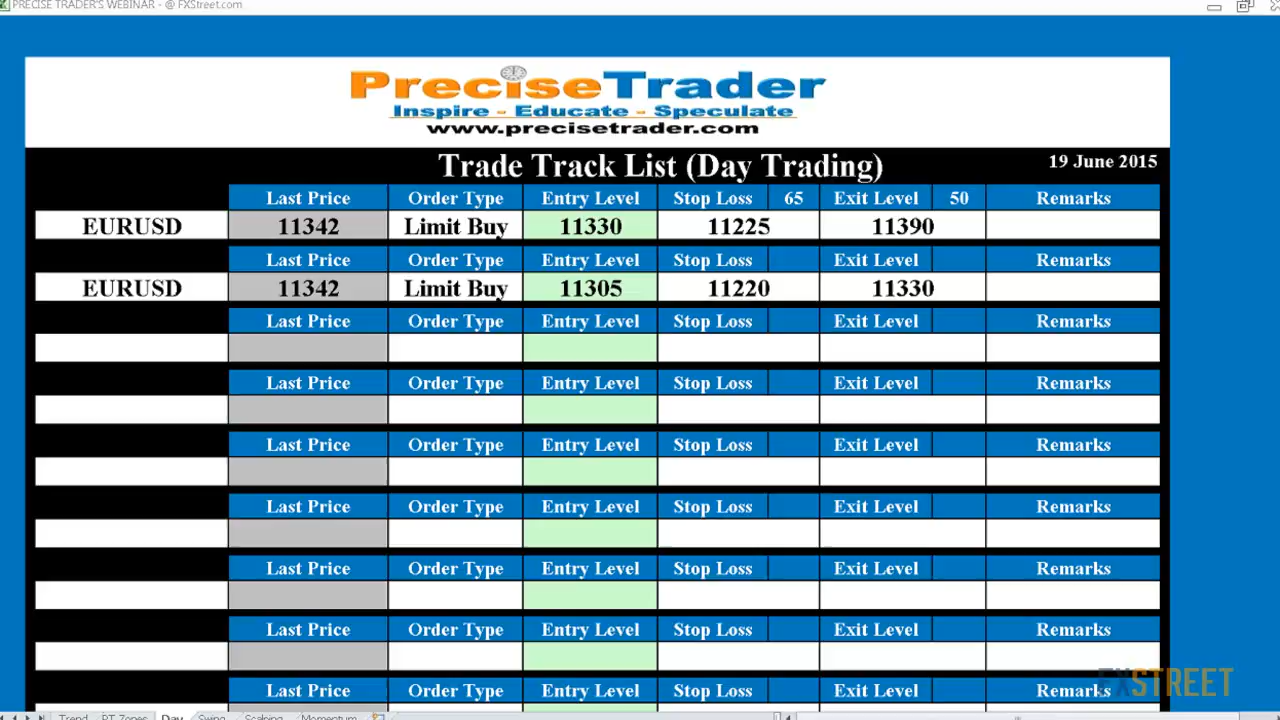 PRECISE TRADER'S WEBINAR - @ FXStreet.com
PreciseTrader
Inspire - Educate - Speculate
www.precisetrader.com
Trade Track List (Day Trading) 19 June 2015
Last Price Order Type Entry Level Stop Loss 65 Exit Level 50 Remarks
EURUSD 11342 Limit Buy 11330 11225 11390
Last Price Order Type Entry Level Stop Loss Exit Level Remarks
EURUSD 11342 Limit Buy 11305 11220 11330
Last Price Order Type Entry Level Stop Loss Exit Level Remarks
Last Price Order Type Entry Level Stop Loss Exit Level Remarks
Last Price Order Type Entry Level Stop Loss Exit Level Remarks
Last Price Order Type Entry Level Stop Loss Exit Level Remarks
Last Price Order Type Entry Level Stop Loss Exit Level Remarks
Last Price Order Type Entry Level Stop Loss Exit Level Remarks
FXSTREET
Last Price Order Type Entry Level Stop Loss Exit Level Remarks
Trend PT Zones Day Swing Scalping Momentum